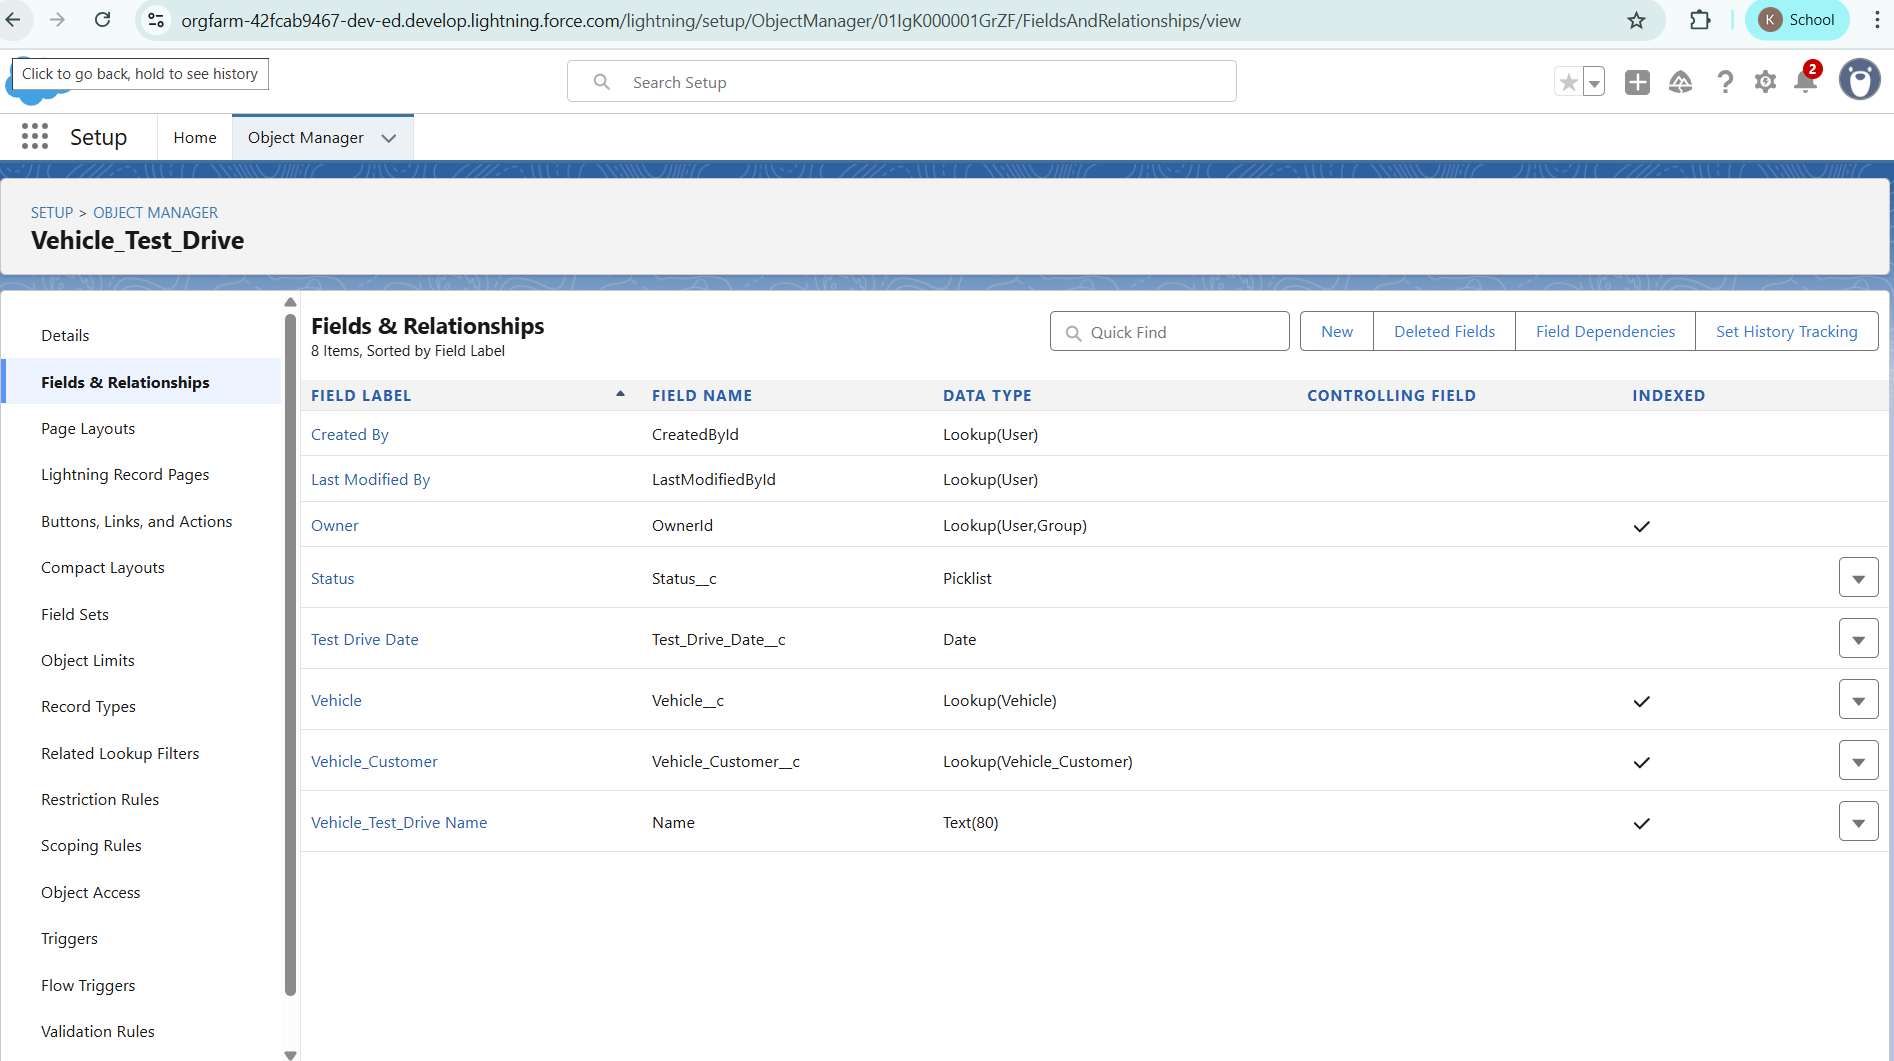 orgfarm-42fcab9467-dev-ed.develop.lightning.force.com/lightning/setup/ObjectManager/01IgK000001GrZF/FieldsAndRelationships/view
K School
Click to go back, hold to see history
Search Setup
2
Setup Home Object Manager
SETUP > OBJECT MANAGER
Vehicle_Test_Drive
Details
Fields & Relationships
Page Layouts
Lightning Record Pages
Buttons, Links, and Actions
Compact Layouts
Field Sets
Object Limits
Record Types
Related Lookup Filters
Restriction Rules
Scoping Rules
Object Access
Triggers
Flow Triggers
Validation Rules
Fields & Relationships
8 Items, Sorted by Field Label
Quick Find
New Deleted Fields Field Dependencies Set History Tracking
FIELD LABEL FIELD NAME DATA TYPE CONTROLLING FIELD INDEXED
Created By CreatedById Lookup(User)
Last Modified By LastModifiedById Lookup(User)
Owner OwnerId Lookup(User,Group)
Status Status__c Picklist
Test Drive Date Test_Drive_Date__c Date
Vehicle Vehicle__c Lookup(Vehicle)
Vehicle_Customer Vehicle_Customer__c Lookup(Vehicle_Customer)
Vehicle_Test_Drive Name Name Text(80)